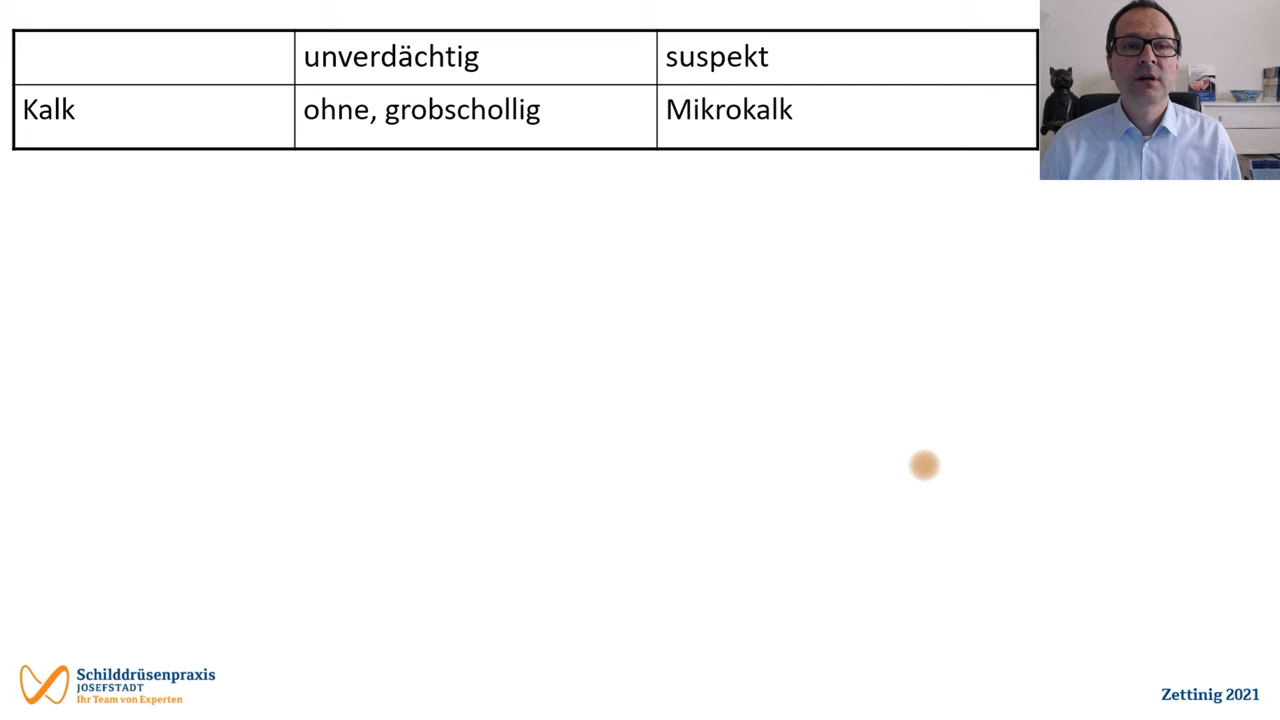 unverdächtig
suspekt
Kalk
ohne, grobschollig
Mikrokalk
Schilddrüsenpraxis
JOSEFSTADT
Ihr Team von Experten
Zettinig 2021